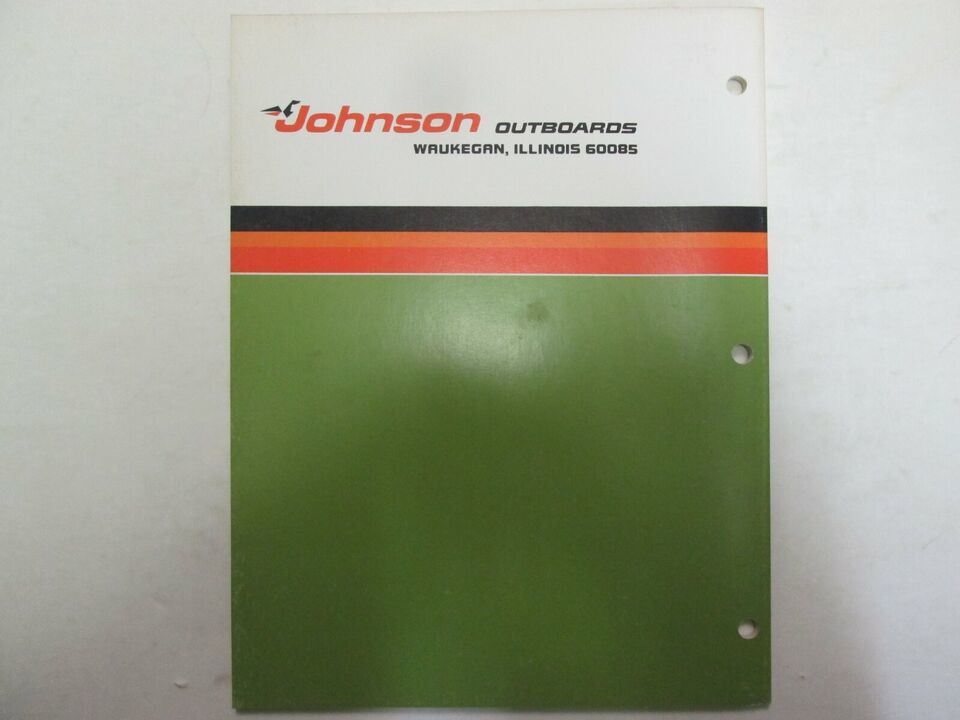 Johnson OUTBOARDS
WAUKEGAN, ILLINOIS 60085